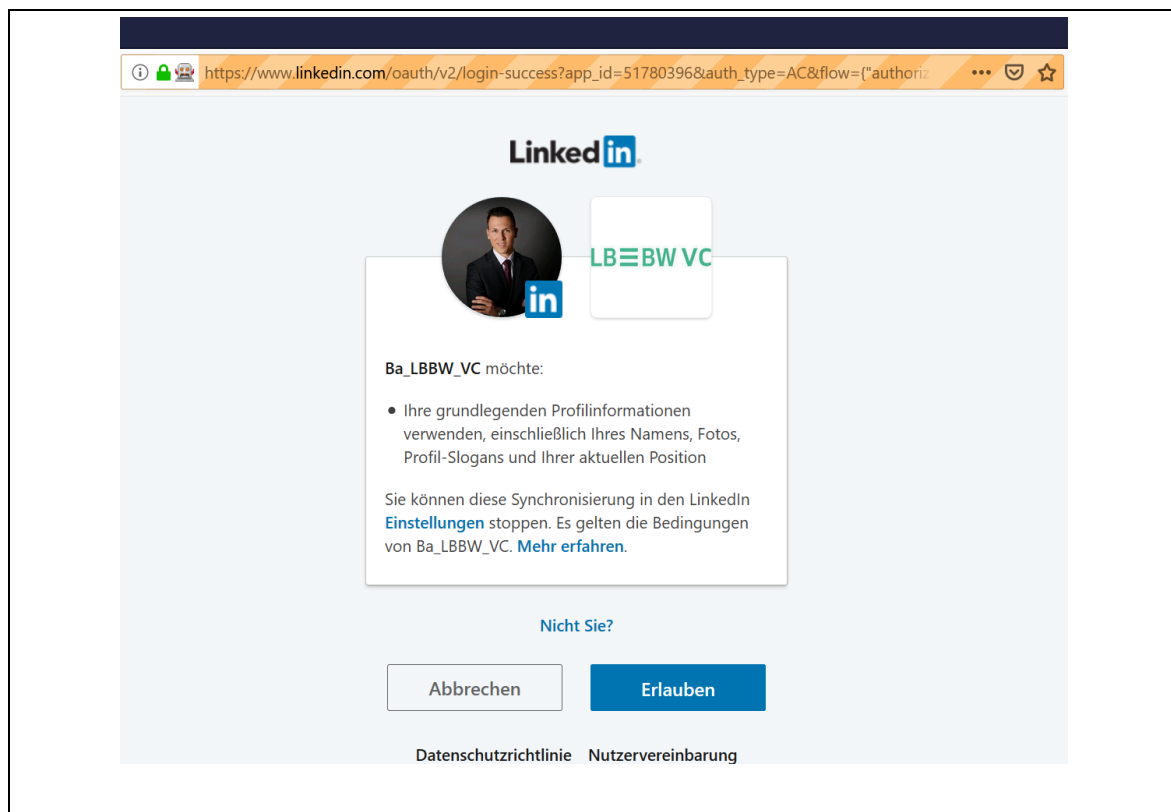 https://www.linkedin.com/oauth/v2/login-success?app_id=51780396&auth_type=AC&flow={"authoriz
Linked in
LB≡BW VC
in
Ba_LBBW_VC möchte:
• Ihre grundlegenden Profilinformationen
verwenden, einschließlich Ihres Namens, Fotos,
Profil-Slogans und Ihrer aktuellen Position
Sie können diese Synchronisierung in den LinkedIn
Einstellungen stoppen. Es gelten die Bedingungen
von Ba_LBBW_VC. Mehr erfahren.
Nicht Sie?
Abbrechen Erlauben
Datenschutzrichtlinie Nutzervereinbarung